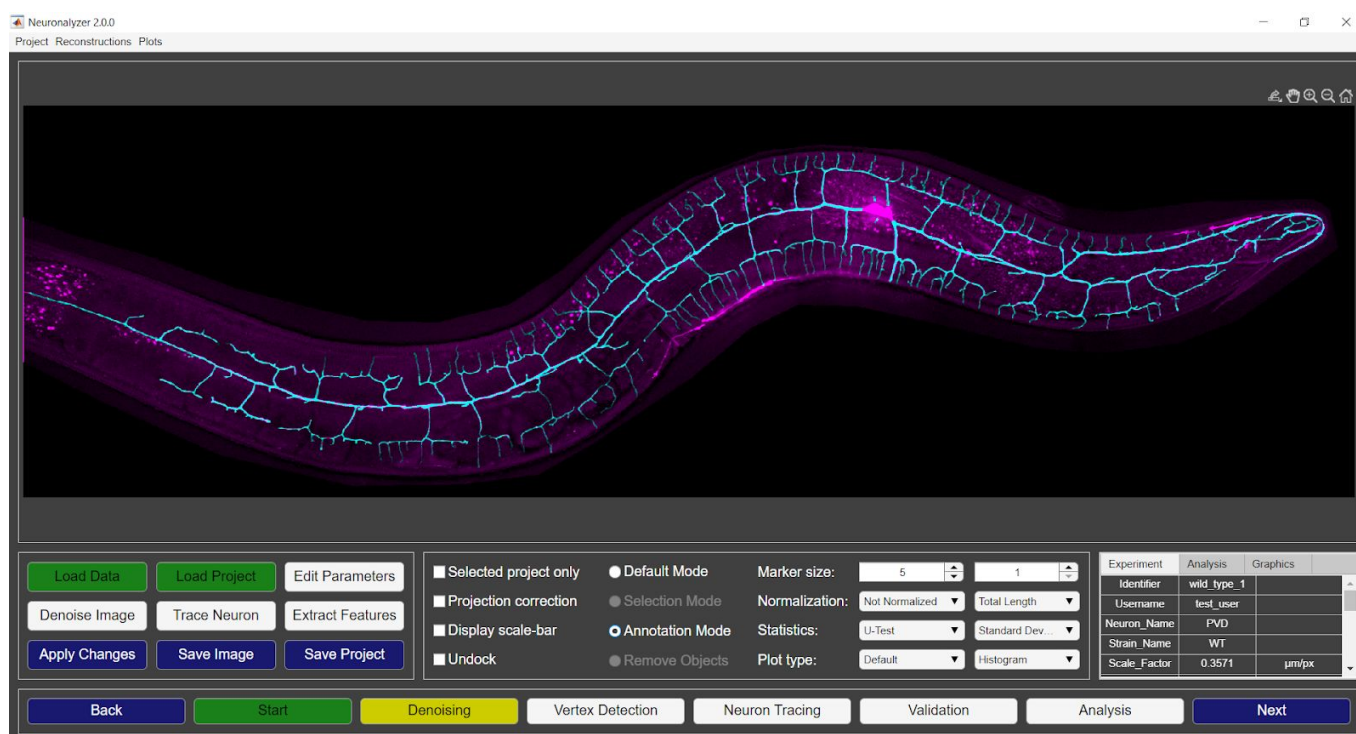 Neuronalyzer 2.0.0
Project Reconstructions Plots
Load Data Load Project Edit Parameters
Denoise Image Trace Neuron Extract Features
Apply Changes Save Image Save Project
Selected project only Default Mode Marker size: 5 1
Projection correction Selection Mode Normalization: Not Normalized Total Length
Display scale-bar Annotation Mode Statistics: U-Test Standard Dev...
Undock Remove Objects Plot type: Default Histogram
Experiment Analysis Graphics
Identifier wild_type_1
Username test_user
Neuron_Name PVD
Strain_Name WT
Scale_Factor 0.3571 µm/px
Back Start Denoising Vertex Detection Neuron Tracing Validation Analysis Next